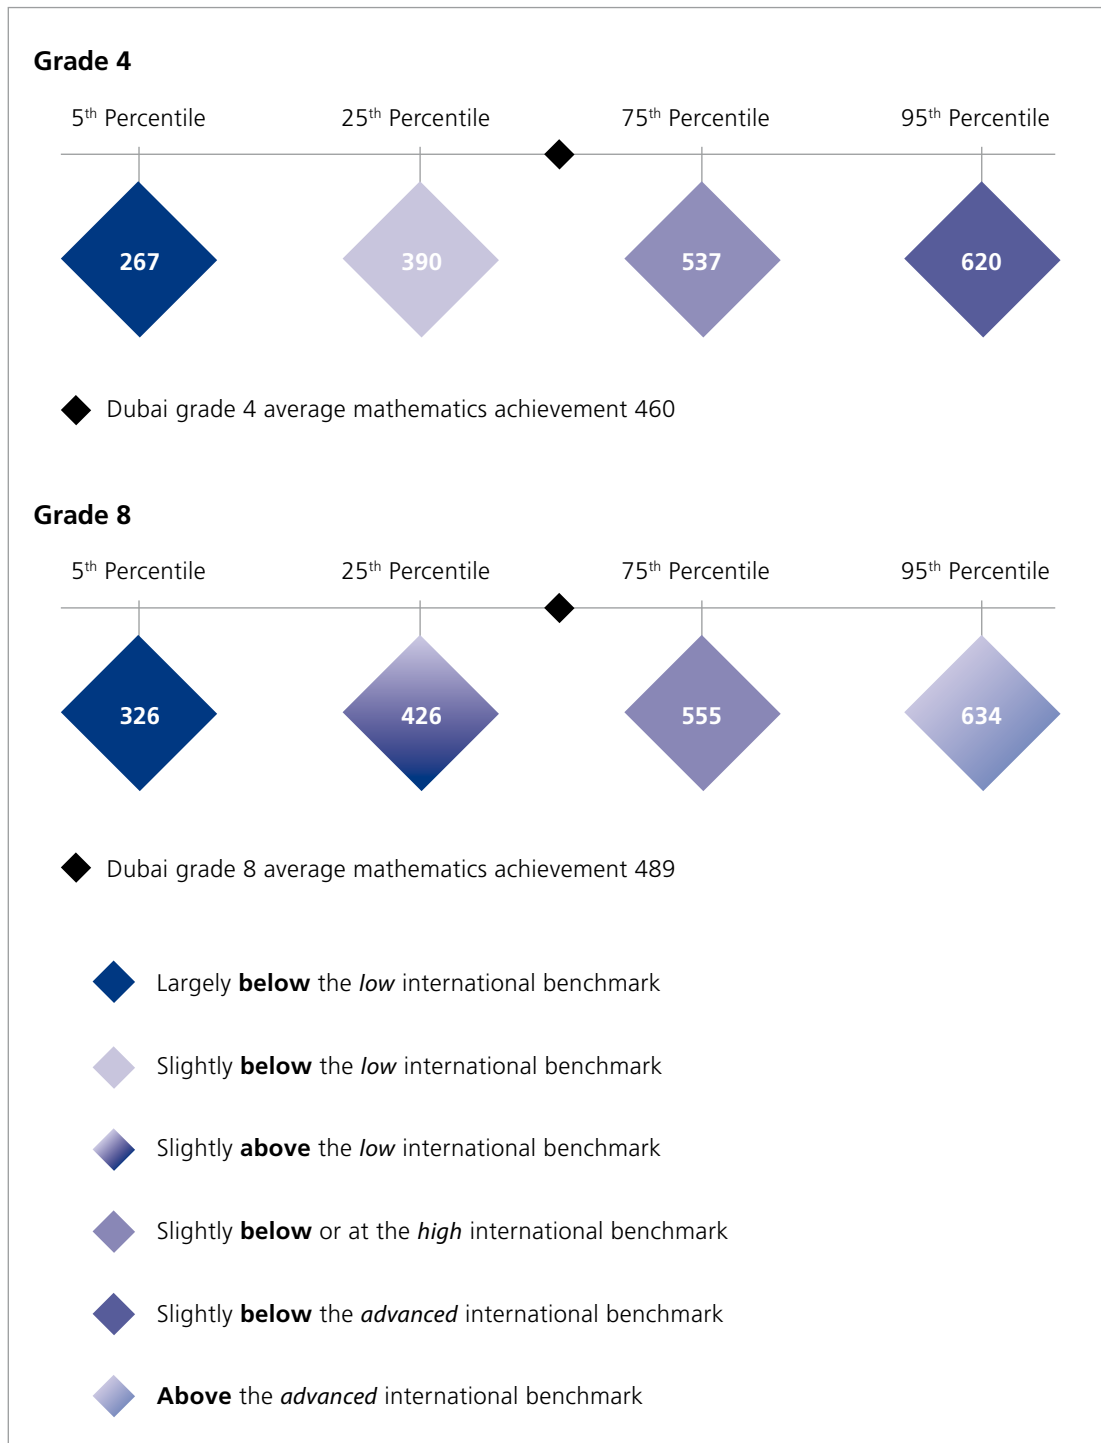 Grade 4
5th Percentile 25th Percentile 75th Percentile 95th Percentile
267 390 537 620
Dubai grade 4 average mathematics achievement 460
Grade 8
5th Percentile 25th Percentile 75th Percentile 95th Percentile
326 426 555 634
Dubai grade 8 average mathematics achievement 489
Largely below the low international benchmark
Slightly below the low international benchmark
Slightly above the low international benchmark
Slightly below or at the high international benchmark
Slightly below the advanced international benchmark
Above the advanced international benchmark